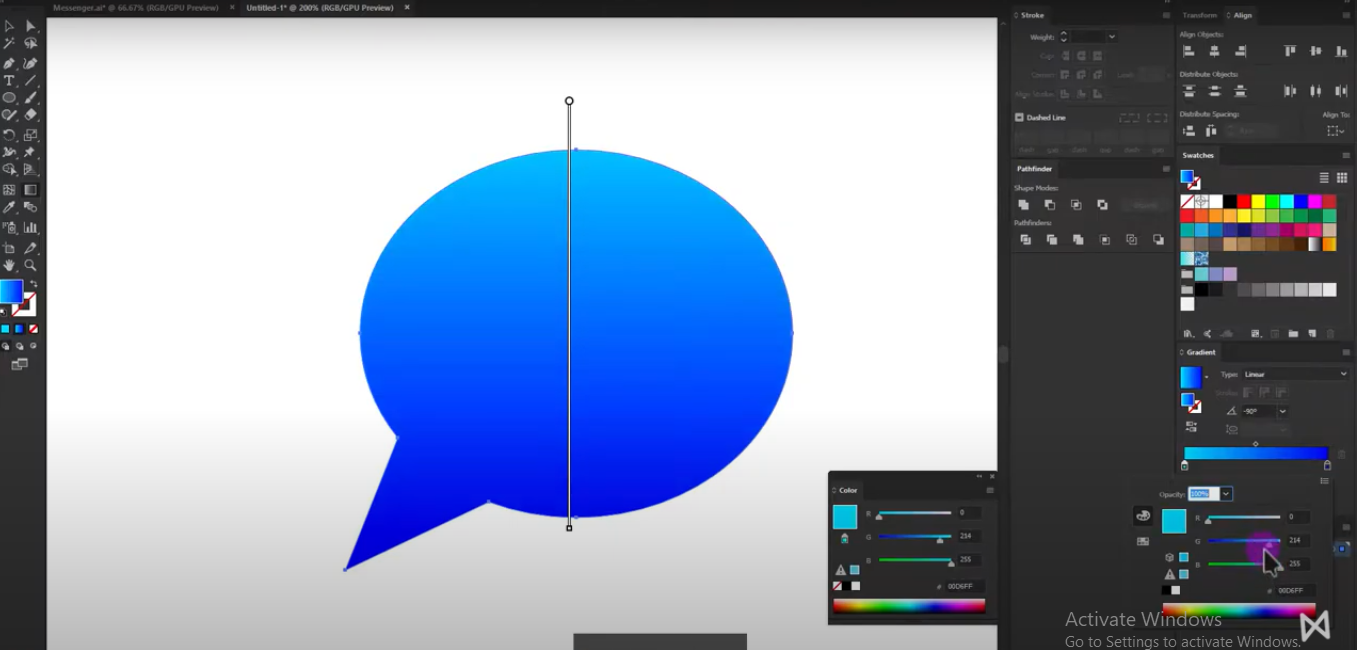 Messenger.ai* @ 66.67% (RGB/GPU Preview) × Untitled-1* @ 200% (RGB/GPU Preview) ×
Stroke
Weight:
Dashed Line
Pathfinder
Shape Modes:
Pathfinders:
Transform Align
Align Objects:
Distribute Objects:
Distribute Spacing: Align To:
Swatches
Gradient
Type: Linear
-90°
Opacity: 100%
R 0
G 214
B 255
# 00D6FF
Color
R 0
G 214
B 255
# 00D6FF
Activate Windows
Go to Settings to activate Windows.